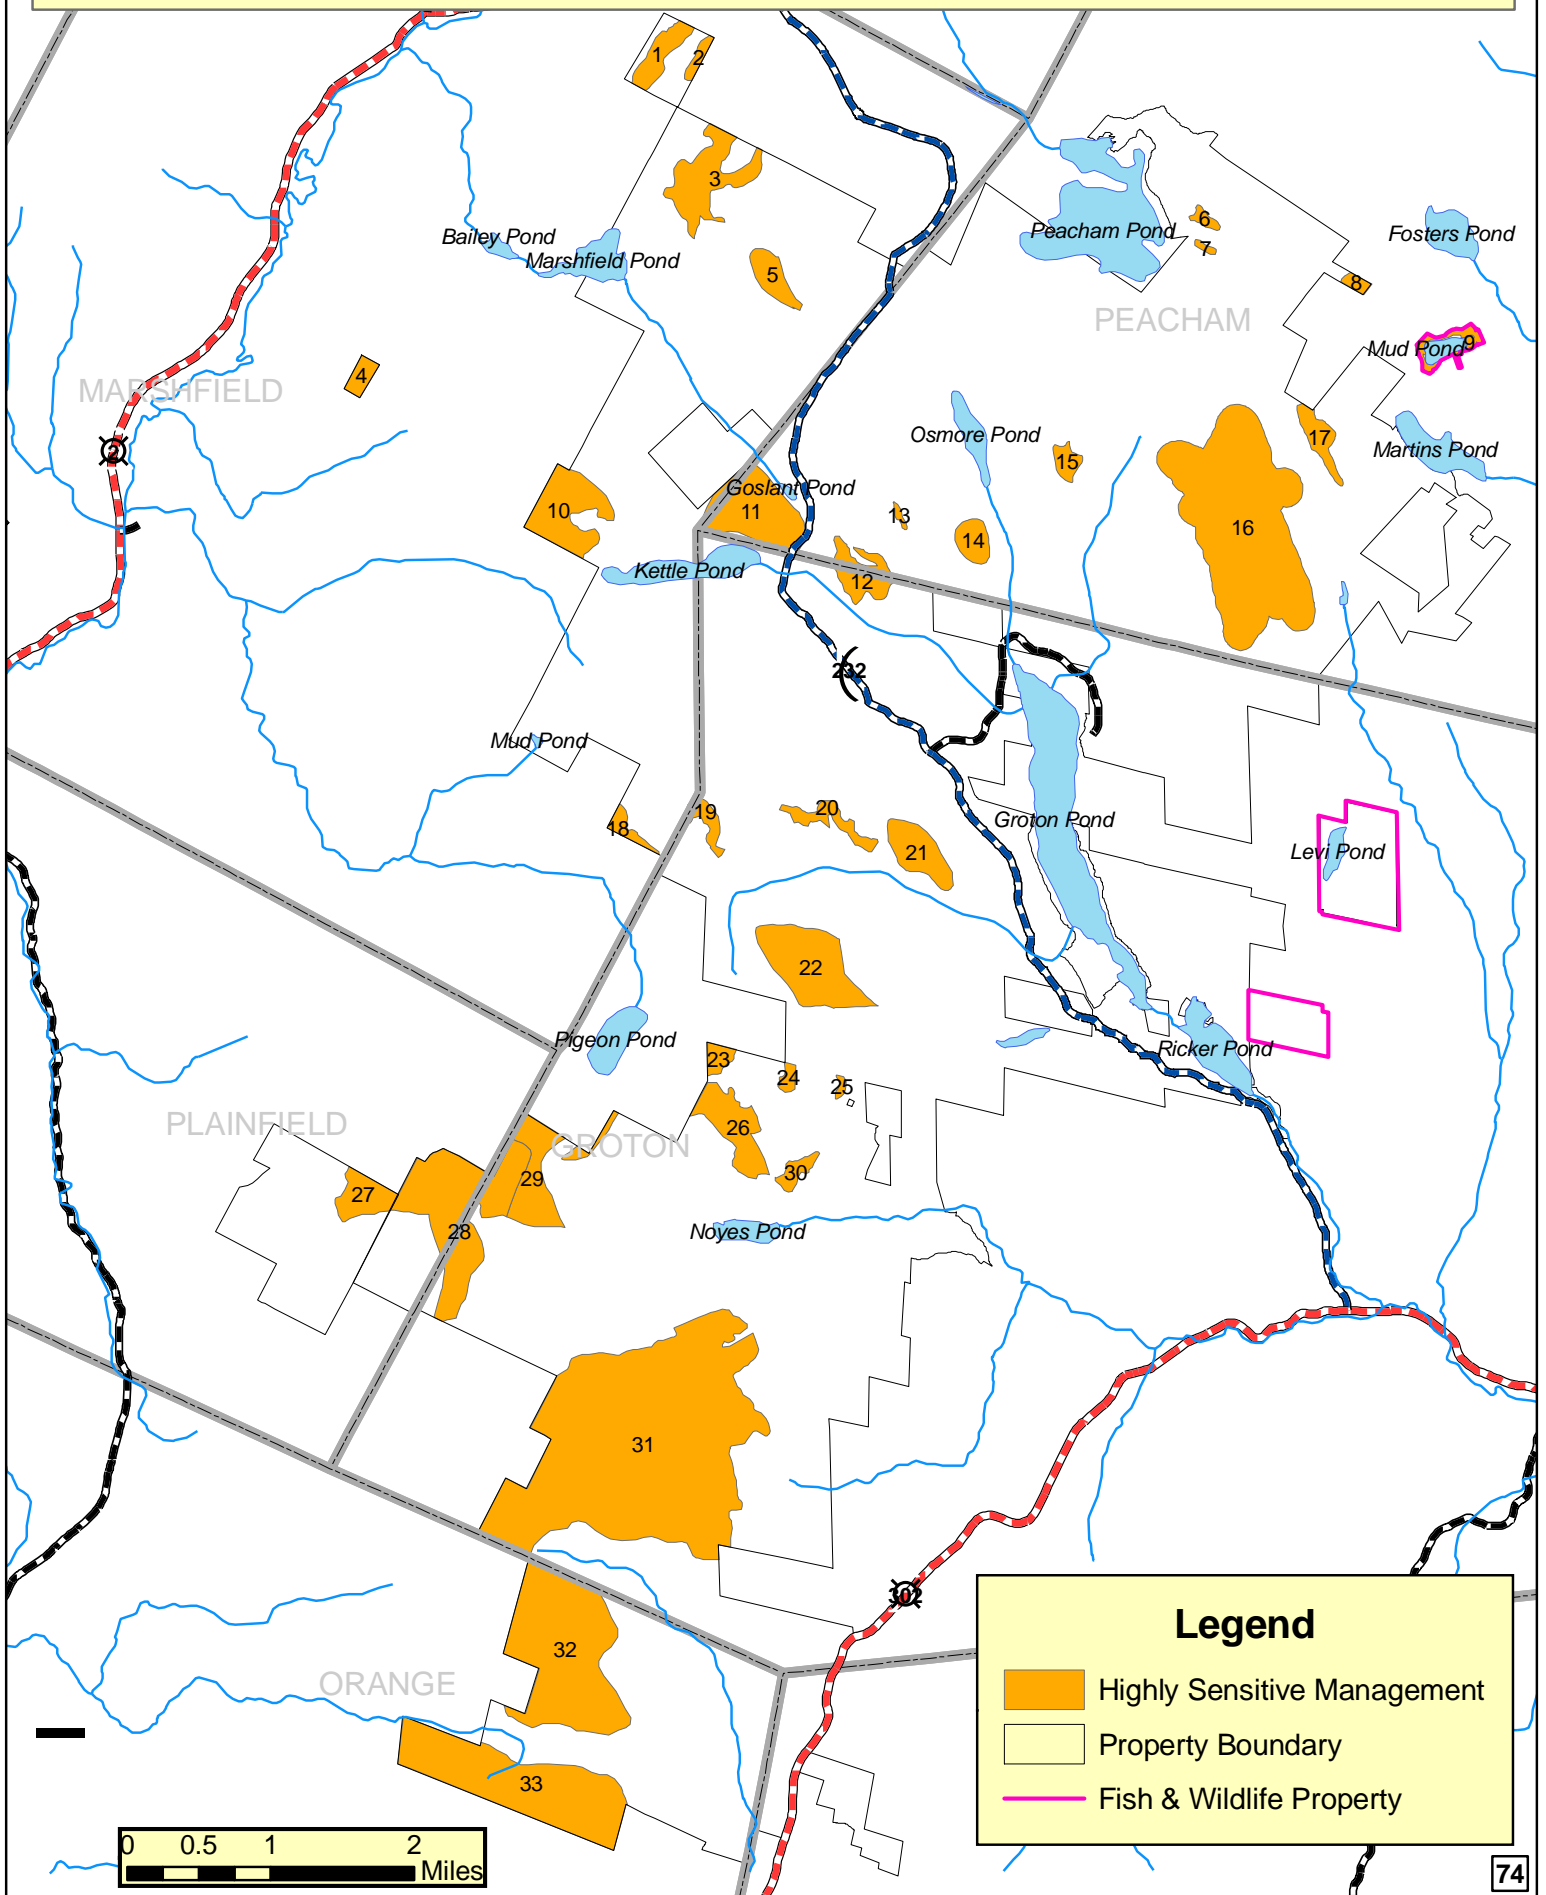 1
2
3
6
Peacham Pond
Fosters Pond
Bailey Pond
7
Marshfield Pond
5
8
PEACHAM
Mud Pond
9
4
MARSHFIELD
Osmore Pond
17
2
Martins Pond
15
Goslant Pond
10
11
13
16
14
Kettle Pond
12
232
Mud Pond
20
19
Groton Pond
18
21
Levi Pond
22
Pigeon Pond
Ricker Pond
23
24
25
PLAINFIELD
26
GROTON
30
29
27
28
Noyes Pond
31
302
Legend
32
ORANGE
Highly Sensitive Management
Property Boundary
33
Fish & Wildlife Property
0 0.5 1 2
Miles
74